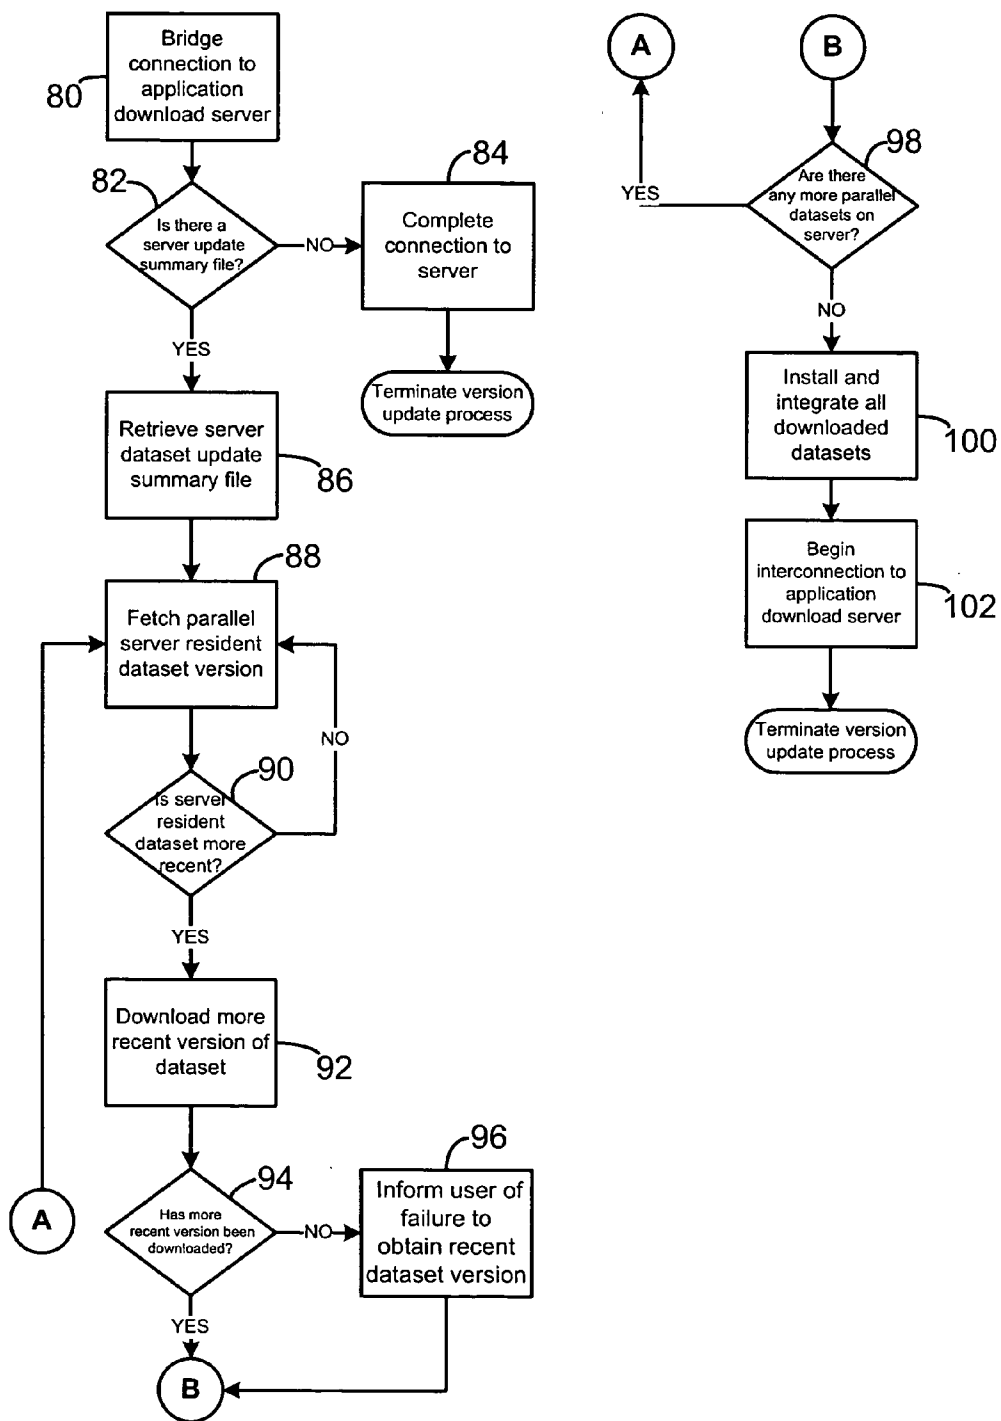 Bridge
connection to
application
download server
80
82
Is there a
server update
summary file?
NO
84
Complete
connection to
server
Terminate version
update process
YES
Retrieve server
dataset update
summary file
86
88
Fetch parallel
server resident
dataset version
NO
90
Is server
resident
dataset more
recent?
YES
Download more
recent version of
dataset
92
94
Has more
recent version been
downloaded?
NO
96
Inform user of
failure to
obtain recent
dataset version
A
YES
B
A
B
98
Are there
any more parallel
datasets on
server?
YES
NO
Install and
integrate all
downloaded
datasets
100
Begin
interconnection to
application
download server
102
Terminate version
update process